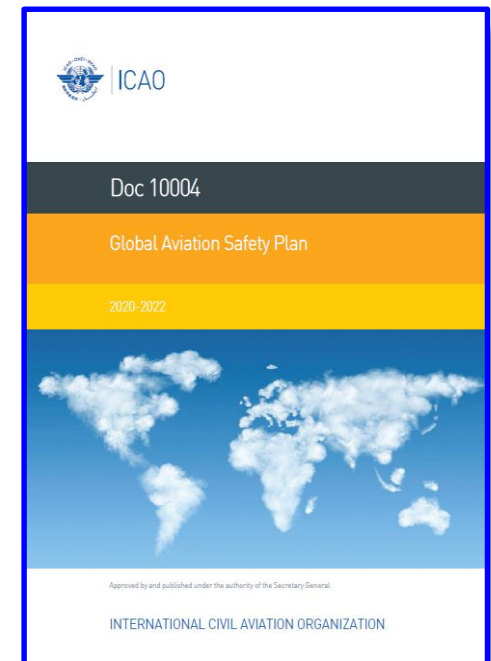 ICAO
Doc 10004
Global Aviation Safety Plan
2020-2022
Approved by and published under the authority of the Secretary General
INTERNATIONAL CIVIL AVIATION ORGANIZATION